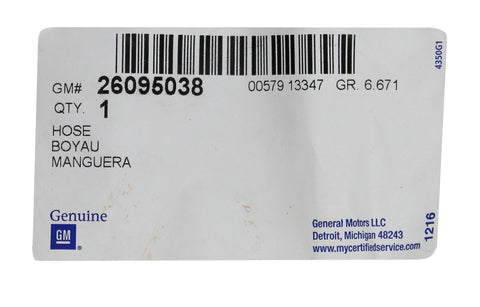 GM# 26095038 00579 13347 GR. 6.671
QTY. 1
HOSE
BOYAU
MANGUERA
Genuine
GM
®
General Motors LLC
Detroit, Michigan 48243
www.mycertifiedservice.com
1216
4350G1